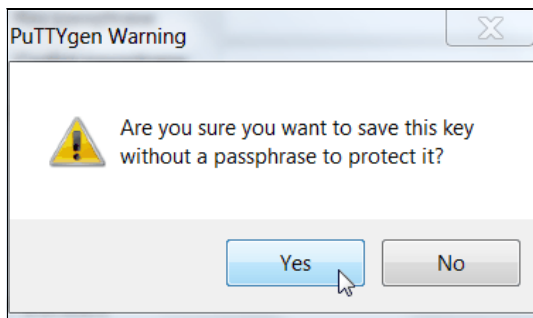 PuTTYgen Warning
Are you sure you want to save this key
without a passphrase to protect it?
Yes
No